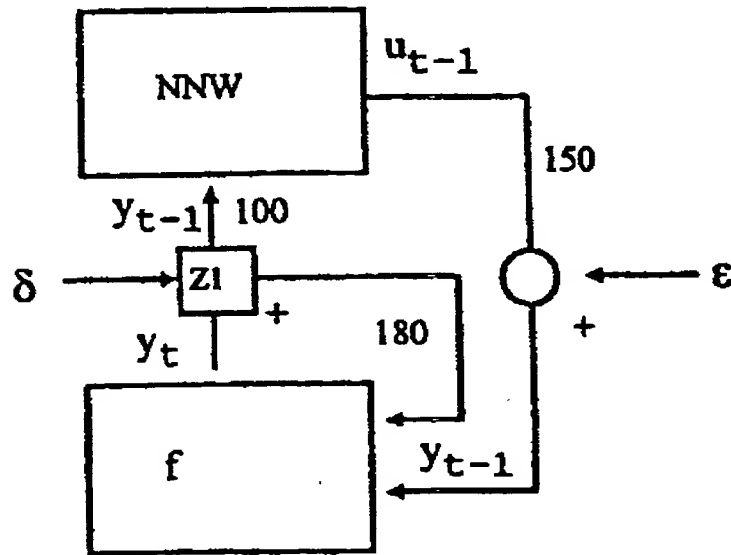 NNW
u_{t-1}
150
y_{t-1}
100
δ
Z1
+
ε
+
y_t
180
f
y_{t-1}